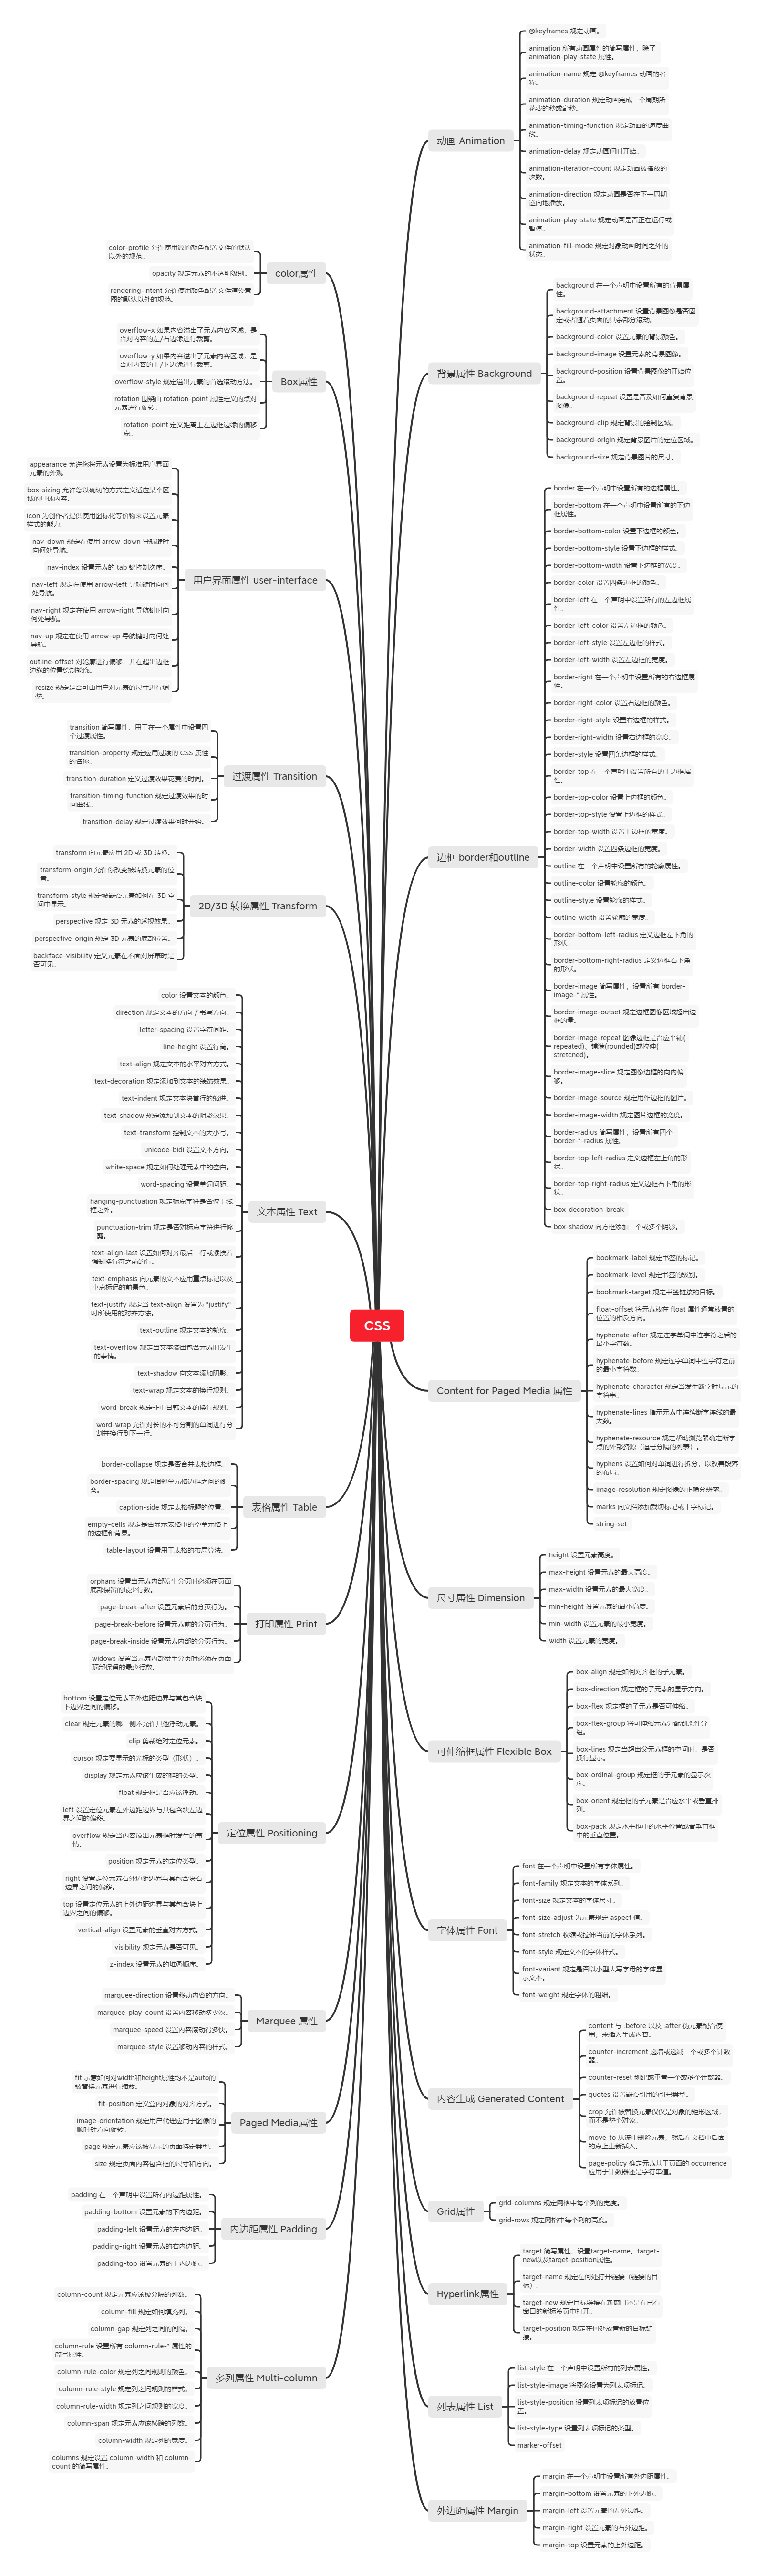 CSS
动画 Animation
@keyframes 规定动画。
animation 所有动画属性的简写属性，除了
animation-play-state 属性。
animation-name 规定 @keyframes 动画的名
称。
animation-duration 规定动画完成一个周期所
花费的秒或毫秒。
animation-timing-function 规定动画的速度曲
线。
animation-delay 规定动画何时开始。
animation-iteration-count 规定动画被播放的
次数。
animation-direction 规定动画是否在下一周期
逆向地播放。
animation-play-state 规定动画是否正在运行或
暂停。
animation-fill-mode 规定对象动画时间之外的
状态。
背景属性 Background
background 在一个声明中设置所有的背景属
性。
background-attachment 设置背景图像是否固
定或者随着页面的其余部分滚动。
background-color 设置元素的背景颜色。
background-image 设置元素的背景图像。
background-position 设置背景图像的开始位
置。
background-repeat 设置是否及如何重复背景
图像。
background-clip 规定背景的绘制区域。
background-origin 规定背景图片的定位区域。
background-size 规定背景图片的尺寸。
边框 border和outline
border 在一个声明中设置所有的边框属性。
border-bottom 在一个声明中设置所有的下边
框属性。
border-bottom-color 设置下边框的颜色。
border-bottom-style 设置下边框的样式。
border-bottom-width 设置下边框的宽度。
border-color 设置四条边框的颜色。
border-left 在一个声明中设置所有的左边框属
性。
border-left-color 设置左边框的颜色。
border-left-style 设置左边框的样式。
border-left-width 设置左边框的宽度。
border-right 在一个声明中设置所有的右边框属
性。
border-right-color 设置右边框的颜色。
border-right-style 设置右边框的样式。
border-right-width 设置右边框的宽度。
border-style 设置四条边框的样式。
border-top 在一个声明中设置所有的上边框属
性。
border-top-color 设置上边框的颜色。
border-top-style 设置上边框的样式。
border-top-width 设置上边框的宽度。
border-width 设置四条边框的宽度。
outline 在一个声明中设置所有的轮廓属性。
outline-color 设置轮廓的颜色。
outline-style 设置轮廓的样式。
outline-width 设置轮廓的宽度。
border-bottom-left-radius 定义边框左下角的
形状。
border-bottom-right-radius 定义边框右下角
的形状。
border-image 简写属性，设置所有 border-
image-* 属性。
border-image-outset 规定边框图像区域超出边
框的量。
border-image-repeat 图像边框是否应平铺(
repeated)，铺满(rounded)或拉伸(
stretched)。
border-image-slice 规定图像边框的向内偏
移。
border-image-source 规定用作边框的图片。
border-image-width 规定图片边框的宽度。
border-radius 简写属性，设置所有四个
border-*-radius 属性。
border-top-left-radius 定义边框左上角的形
状。
border-top-right-radius 定义边框右下角的形
状。
box-decoration-break
box-shadow 向方框添加一个或多个阴影。
Content for Paged Media 属性
bookmark-label 规定书签的标记。
bookmark-level 规定书签的级别。
bookmark-target 规定书签链接的目标。
float-offset 将元素放在 float 属性通常放置的
位置的相反方向。
hyphenate-after 规定连字单词中连字符之后的
最小字符数。
hyphenate-before 规定连字单词中连字符之前
的最小字符数。
hyphenate-character 规定当发生断字时显示的
字符串。
hyphenate-lines 指示元素中连续断字连线的最
大数。
hyphenate-resource 规定帮助浏览器确定断字
点的外部资源（逗号分隔的列表）。
hyphens 设置如何对单词进行拆分，以改善段落
的布局。
image-resolution 规定图像的正确分辨率。
marks 向文档添加裁切标记或十字标记。
string-set
尺寸属性 Dimension
height 设置元素高度。
max-height 设置元素的最大高度。
max-width 设置元素的最大宽度。
min-height 设置元素的最小高度。
min-width 设置元素的最小宽度。
width 设置元素的宽度。
可伸缩框属性 Flexible Box
box-align 规定如何对齐框的子元素。
box-direction 规定框的子元素的显示方向。
box-flex 规定框的子元素是否可伸缩。
box-flex-group 将可伸缩元素分配到柔性分
组。
box-lines 规定当超出父元素框的空间时，是否
换行显示。
box-ordinal-group 规定框的子元素的显示次
序。
box-orient 规定框的子元素是否应水平或垂直排
列。
box-pack 规定水平框中的水平位置或者垂直框
中的垂直位置。
字体属性 Font
font 在一个声明中设置所有字体属性。
font-family 规定文本的字体系列。
font-size 规定文本的字体尺寸。
font-size-adjust 为元素规定 aspect 值。
font-stretch 收缩或拉伸当前的字体系列。
font-style 规定文本的字体样式。
font-variant 规定是否以小型大写字母的字体显
示文本。
font-weight 规定字体的粗细。
内容生成 Generated Content
content 与 :before 以及 :after 伪元素配合使
用，来插入生成内容。
counter-increment 递增或递减一个或多个计数
器。
counter-reset 创建或重置一个或多个计数器。
quotes 设置嵌套引用的引号类型。
crop 允许被替换元素仅仅是对象的矩形区域，
而不是整个对象。
move-to 从流中删除元素，然后在文档中后面
的点上重新插入。
page-policy 确定元素基于页面的 occurrence
应用于计数器还是字符串值。
Grid属性
grid-columns 规定网格中每个列的宽度。
grid-rows 规定网格中每个列的高度。
Hyperlink属性
target 简写属性，设置target-name、target-
new以及target-position属性。
target-name 规定在何处打开链接（链接的目
标）。
target-new 规定目标链接在新窗口还是在已有
窗口的新标签页中打开。
target-position 规定在何处放置新的目标链
接。
列表属性 List
list-style 在一个声明中设置所有的列表属性。
list-style-image 将图象设置为列表项标记。
list-style-position 设置列表项标记的放置位
置。
list-style-type 设置列表项标记的类型。
marker-offset
外边距属性 Margin
margin 在一个声明中设置所有外边距属性。
margin-bottom 设置元素的下外边距。
margin-left 设置元素的左外边距。
margin-right 设置元素的右外边距。
margin-top 设置元素的上外边距。
color属性
color-profile 允许使用源的颜色配置文件的默认
以外的规范。
opacity 规定元素的不透明级别。
rendering-intent 允许使用颜色配置文件渲染意
图的默认以外的规范。
Box属性
overflow-x 如果内容溢出了元素内容区域，是
否对内容的左/右边缘进行裁剪。
overflow-y 如果内容溢出了元素内容区域，是
否对内容的上/下边缘进行裁剪。
overflow-style 规定溢出元素的首选滚动方法。
rotation 围绕由 rotation-point 属性定义的点对
元素进行旋转。
rotation-point 定义距离上左边框边缘的偏移
点。
用户界面属性 user-interface
appearance 允许您将元素设置为标准用户界面
元素的外观
box-sizing 允许您以确切的方式定义适应某个区
域的具体内容。
icon 为创作者提供使用图标化等价物来设置元素
样式的能力。
nav-down 规定在使用 arrow-down 导航键时
向何处导航。
nav-index 设置元素的 tab 键控制次序。
nav-left 规定在使用 arrow-left 导航键时向何
处导航。
nav-right 规定在使用 arrow-right 导航键时向
何处导航。
nav-up 规定在使用 arrow-up 导航键时向何处
导航。
outline-offset 对轮廓进行偏移，并在超出边框
边缘的位置绘制轮廓。
resize 规定是否可由用户对元素的尺寸进行调
整。
过渡属性 Transition
transition 简写属性，用于在一个属性中设置四
个过渡属性。
transition-property 规定应用过渡的 CSS 属性
的名称。
transition-duration 定义过渡效果花费的时间。
transition-timing-function 规定过渡效果的时
间曲线。
transition-delay 规定过渡效果何时开始。
2D/3D 转换属性 Transform
transform 向元素应用 2D 或 3D 转换。
transform-origin 允许你改变被转换元素的位
置。
transform-style 规定被嵌套元素如何在 3D 空
间中显示。
perspective 规定 3D 元素的透视效果。
perspective-origin 规定 3D 元素的底部位置。
backface-visibility 定义元素在不面对屏幕时是
否可见。
文本属性 Text
color 设置文本的颜色。
direction 规定文本的方向 / 书写方向。
letter-spacing 设置字符间距。
line-height 设置行高。
text-align 规定文本的水平对齐方式。
text-decoration 规定添加到文本的装饰效果。
text-indent 规定文本块首行的缩进。
text-shadow 规定添加到文本的阴影效果。
text-transform 控制文本的大小写。
unicode-bidi 设置文本方向。
white-space 规定如何处理元素中的空白。
word-spacing 设置单词间距。
hanging-punctuation 规定标点字符是否位于线
框之外。
punctuation-trim 规定是否对标点字符进行修
剪。
text-align-last 设置如何对齐最后一行或紧挨着
强制换行符之前的行。
text-emphasis 向元素的文本应用重点标记以及
重点标记的前景色。
text-justify 规定当 text-align 设置为 "justify"
时所使用的对齐方法。
text-outline 规定文本的轮廓。
text-overflow 规定当文本溢出包含元素时发生
的事情。
text-shadow 向文本添加阴影。
text-wrap 规定文本的换行规则。
word-break 规定非中日韩文本的换行规则。
word-wrap 允许对长的不可分割的单词进行分
割并换行到下一行。
表格属性 Table
border-collapse 规定是否合并表格边框。
border-spacing 规定相邻单元格边框之间的距
离。
caption-side 规定表格标题的位置。
empty-cells 规定是否显示表格中的空单元格上
的边框和背景。
table-layout 设置用于表格的布局算法。
打印属性 Print
orphans 设置当元素内部发生分页时必须在页面
底部保留的最少行数。
page-break-after 设置元素后的分页行为。
page-break-before 设置元素前的分页行为。
page-break-inside 设置元素内部的分页行为。
widows 设置当元素内部发生分页时必须在页面
顶部保留的最少行数。
定位属性 Positioning
bottom 设置定位元素下外边距边界与其包含块
下边界之间的偏移。
clear 规定元素的哪一侧不允许其他浮动元素。
clip 剪裁绝对定位元素。
cursor 规定要显示的光标的类型（形状）。
display 规定元素应该生成的框的类型。
float 规定框是否应该浮动。
left 设置定位元素左外边距边界与其包含块左边
界之间的偏移。
overflow 规定当内容溢出元素框时发生的事
情。
position 规定元素的定位类型。
right 设置定位元素右外边距边界与其包含块右
边界之间的偏移。
top 设置定位元素的上外边距边界与其包含块上
边界之间的偏移。
vertical-align 设置元素的垂直对齐方式。
visibility 规定元素是否可见。
z-index 设置元素的堆叠顺序。
Marquee 属性
marquee-direction 设置移动内容的方向。
marquee-play-count 设置内容移动多少次。
marquee-speed 设置内容滚动得多快。
marquee-style 设置移动内容的样式。
Paged Media属性
fit 示意如何对width和height属性均不是auto的
被替换元素进行缩放。
fit-position 定义盒内对象的对齐方式。
image-orientation 规定用户代理应用于图像的
顺时针方向旋转。
page 规定元素应该被显示的页面特定类型。
size 规定页面内容包含框的尺寸和方向。
内边距属性 Padding
padding 在一个声明中设置所有内边距属性。
padding-bottom 设置元素的下内边距。
padding-left 设置元素的左内边距。
padding-right 设置元素的右内边距。
padding-top 设置元素的上内边距。
多列属性 Multi-column
column-count 规定元素应该被分隔的列数。
column-fill 规定如何填充列。
column-gap 规定列之间的间隔。
column-rule 设置所有 column-rule-* 属性的
简写属性。
column-rule-color 规定列之间规则的颜色。
column-rule-style 规定列之间规则的样式。
column-rule-width 规定列之间规则的宽度。
column-span 规定元素应该横跨的列数。
column-width 规定列的宽度。
columns 规定设置 column-width 和 column-
count 的简写属性。